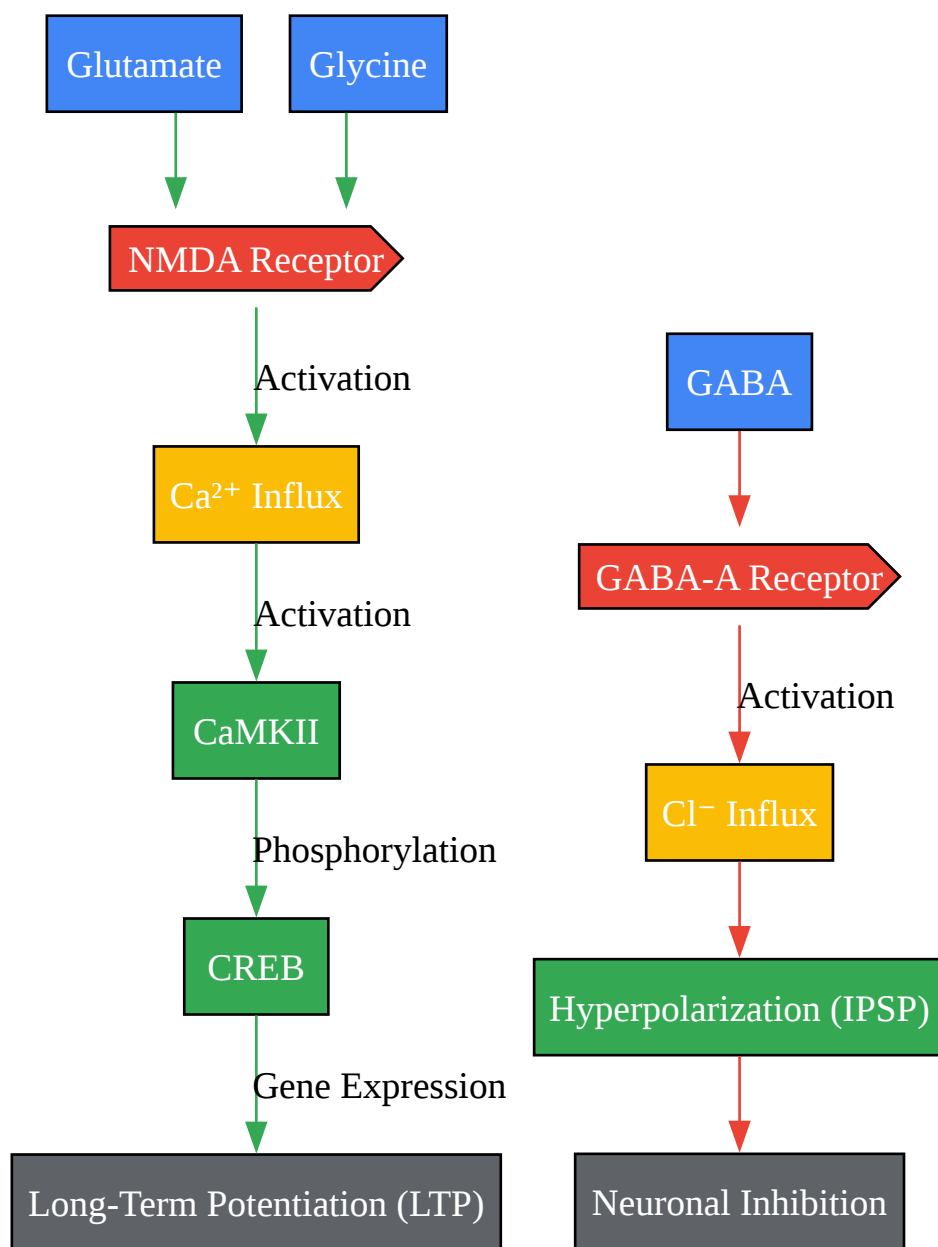 Glutamate
Glycine
NMDA Receptor
Activation
Ca²⁺ Influx
Activation
CaMKII
Phosphorylation
CREB
Gene Expression
Long-Term Potentiation (LTP)
GABA
GABA-A Receptor
Activation
Cl⁻ Influx
Hyperpolarization (IPSP)
Neuronal Inhibition